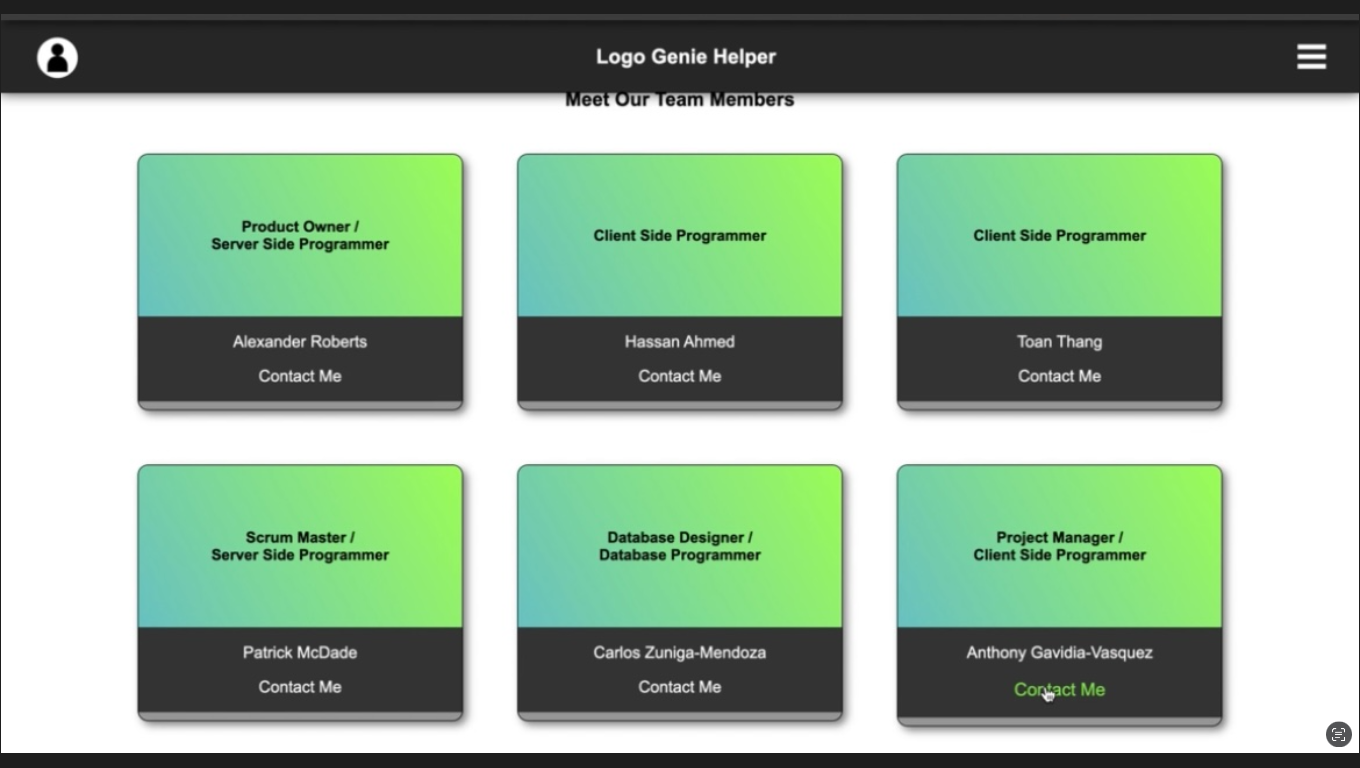 Logo Genie Helper
Meet Our Team Members
Product Owner /
Server Side Programmer
Client Side Programmer
Client Side Programmer
Alexander Roberts
Hassan Ahmed
Toan Thang
Contact Me
Contact Me
Contact Me
Scrum Master /
Server Side Programmer
Database Designer /
Database Programmer
Project Manager /
Client Side Programmer
Patrick McDade
Carlos Zuniga-Mendoza
Anthony Gavidia-Vasquez
Contact Me
Contact Me
Contact Me